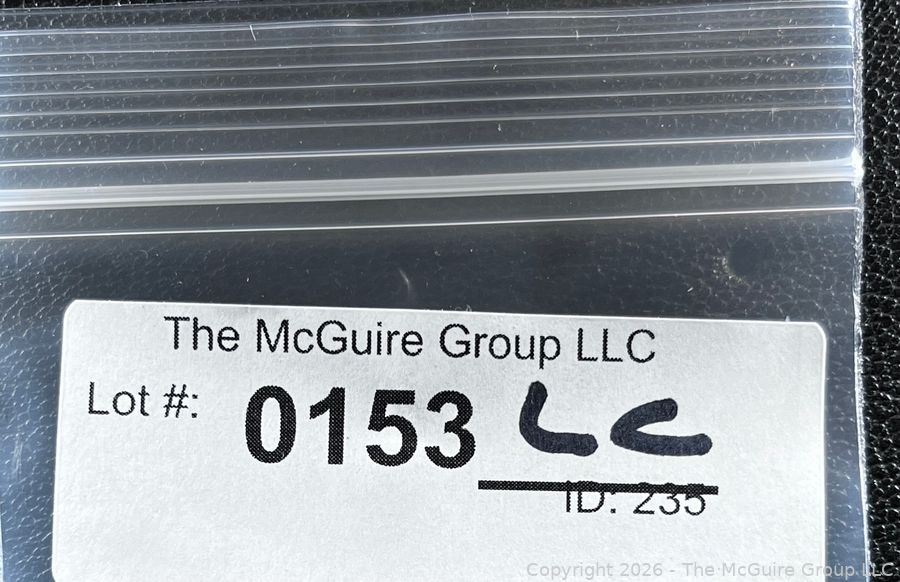 The McGuire Group LLC
Lot #: 0153 LC
ID: 235
Copyright 2026 - The McGuire Group LLC